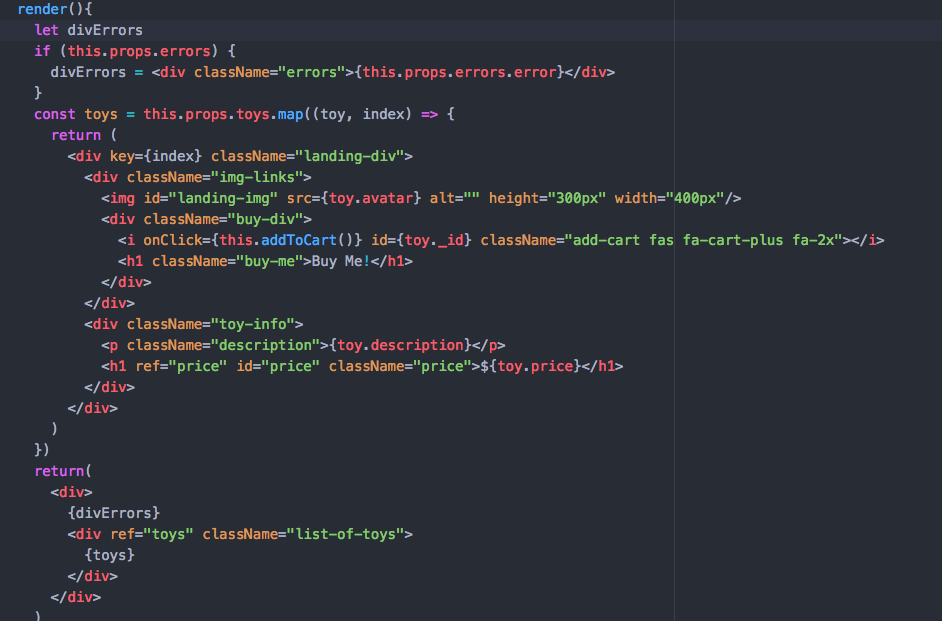 render(){
let divErrors
if (this.props.errors) {
divErrors = <div className="errors">{this.props.errors.error}</div>
}
const toys = this.props.toys.map((toy, index) => {
return (
<div key={index} className="landing-div">
<div className="img-links">
<img id="landing-img" src={toy.avatar} alt="" height="300px" width="400px"/>
<div className="buy-div">
<i onClick={this.addToCart()} id={toy._id} className="add-cart fas fa-cart-plus fa-2x"></i>
<h1 className="buy-me">Buy Me!</h1>
</div>
</div>
<div className="toy-info">
<p className="description">{toy.description}</p>
<h1 ref="price" id="price" className="price">${toy.price}</h1>
</div>
</div>
)
})
return(
<div>
{divErrors}
<div ref="toys" className="list-of-toys">
{toys}
</div>
</div>
)